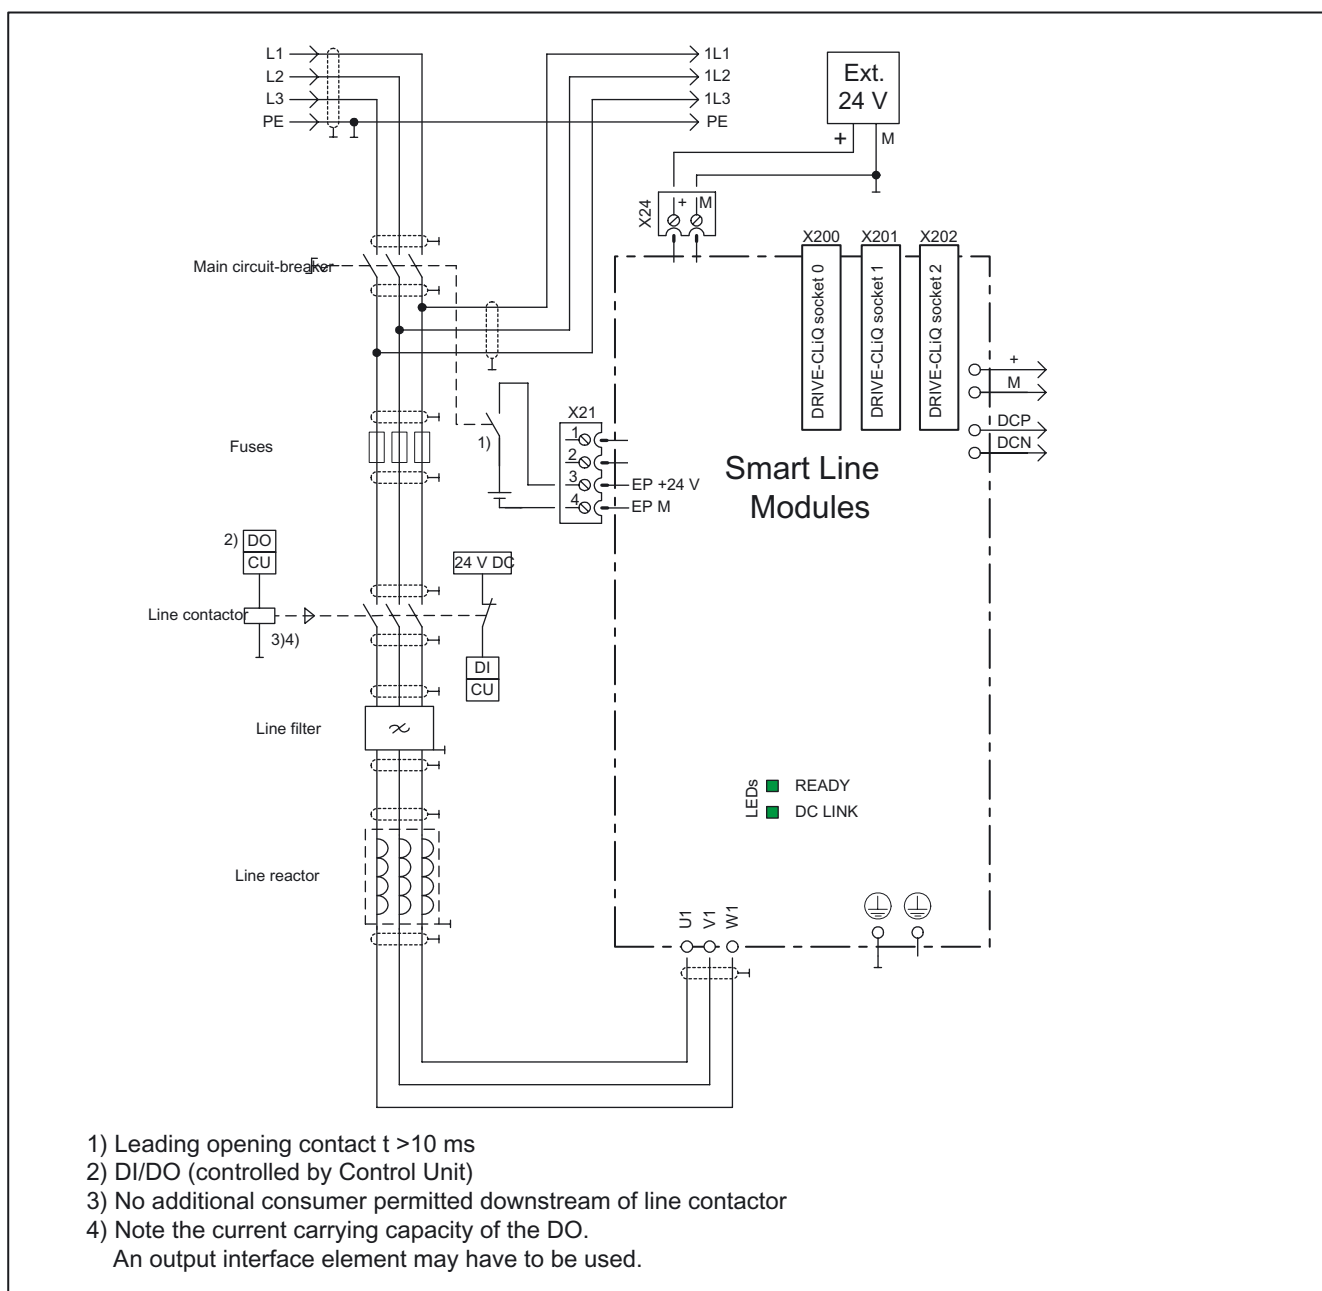 L1
L2
L3
PE
1L1
1L2
1L3
PE
Ext.
24 V
+
M
X24
+
M
X200
X201
X202
DRIVE-CLiQ socket 0
DRIVE-CLiQ socket 1
DRIVE-CLiQ socket 2
Main circuit-breaker
+
M
DCP
DCN
1)
X21
1
2
3
4
EP +24 V
EP M
Smart Line
Modules
Fuses
2)
DO
CU
24 V DC
Line contactor
3)4)
DI
CU
Line filter
LEDs
READY
DC LINK
Line reactor
U1
V1
W1
1) Leading opening contact t >10 ms
2) DI/DO (controlled by Control Unit)
3) No additional consumer permitted downstream of line contactor
4) Note the current carrying capacity of the DO.
An output interface element may have to be used.